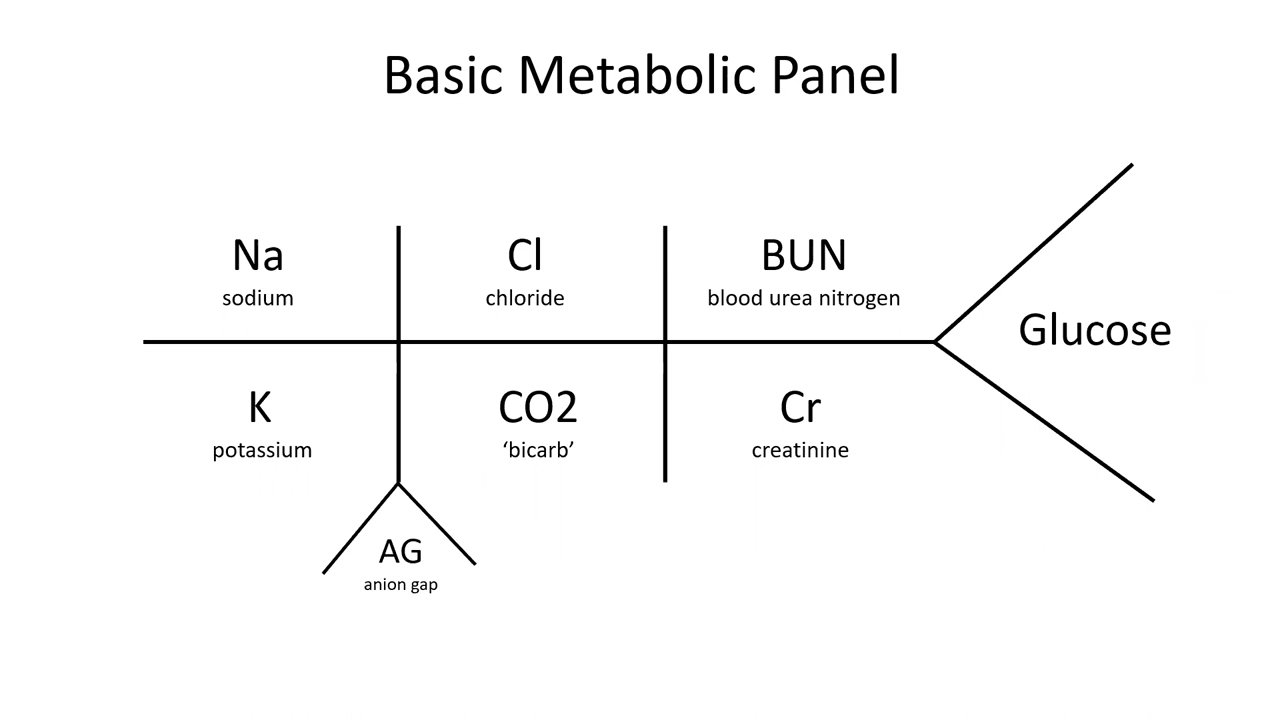 Basic Metabolic Panel
Na
sodium
Cl
chloride
BUN
blood urea nitrogen
Glucose
K
potassium
CO2
‘bicarb’
Cr
creatinine
AG
anion gap